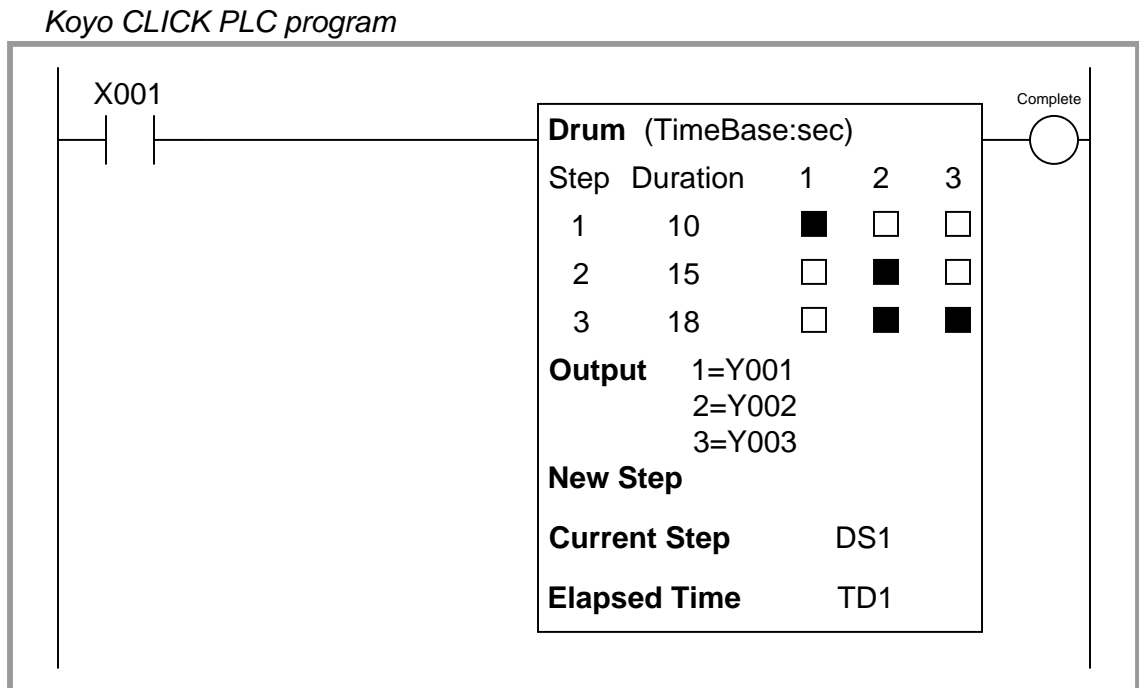 Koyo CLICK PLC program
X001
Complete
Drum (TimeBase:sec)
Step Duration 1 2 3
1 10
2 15
3 18
Output 1=Y001
2=Y002
3=Y003
New Step
Current Step DS1
Elapsed Time TD1